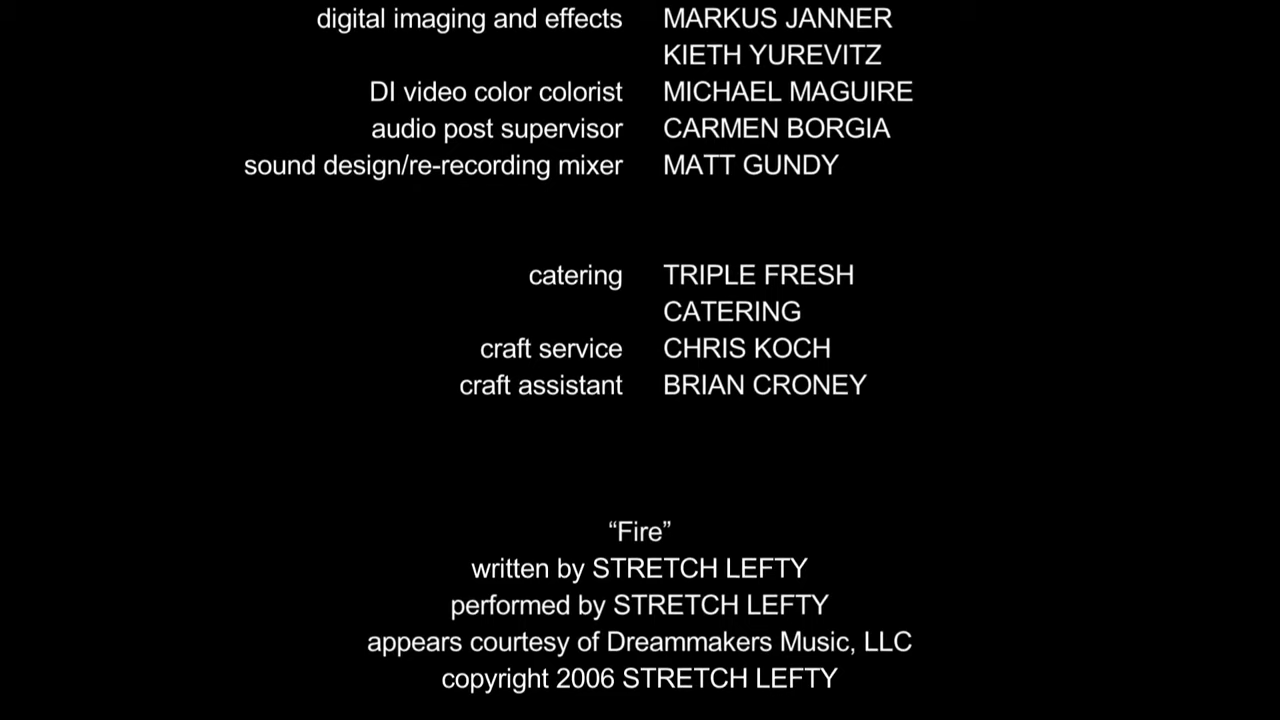 digital imaging and effects MARKUS JANNER
KIETH YUREVITZ
DI video color colorist MICHAEL MAGUIRE
audio post supervisor CARMEN BORGIA
sound design/re-recording mixer MATT GUNDY
catering TRIPLE FRESH
CATERING
craft service CHRIS KOCH
craft assistant BRIAN CRONEY
“Fire”
written by STRETCH LEFTY
performed by STRETCH LEFTY
appears courtesy of Dreammakers Music, LLC
copyright 2006 STRETCH LEFTY